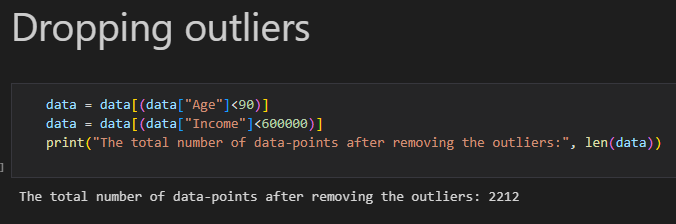 Dropping outliers
data = data[(data["Age"]<90)]
data = data[(data["Income"]<600000)]
print("The total number of data-points after removing the outliers:", len(data))
]
The total number of data-points after removing the outliers: 2212